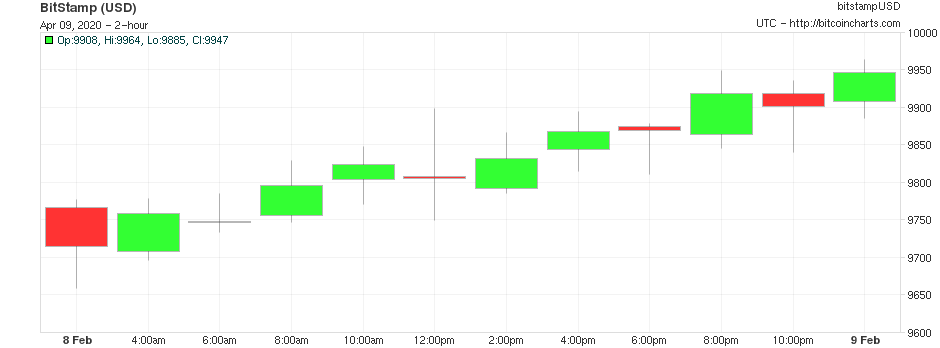 BitStamp (USD)
bitstampUSD
Apr 09, 2020 - 2-hour
UTC - http://bitcoincharts.com
Op:9908, Hi:9964, Lo:9885, Cl:9947
10000
9950
9900
9850
9800
9750
9700
9650
9600
8 Feb 4:00am 6:00am 8:00am 10:00am 12:00pm 2:00pm 4:00pm 6:00pm 8:00pm 10:00pm 9 Feb